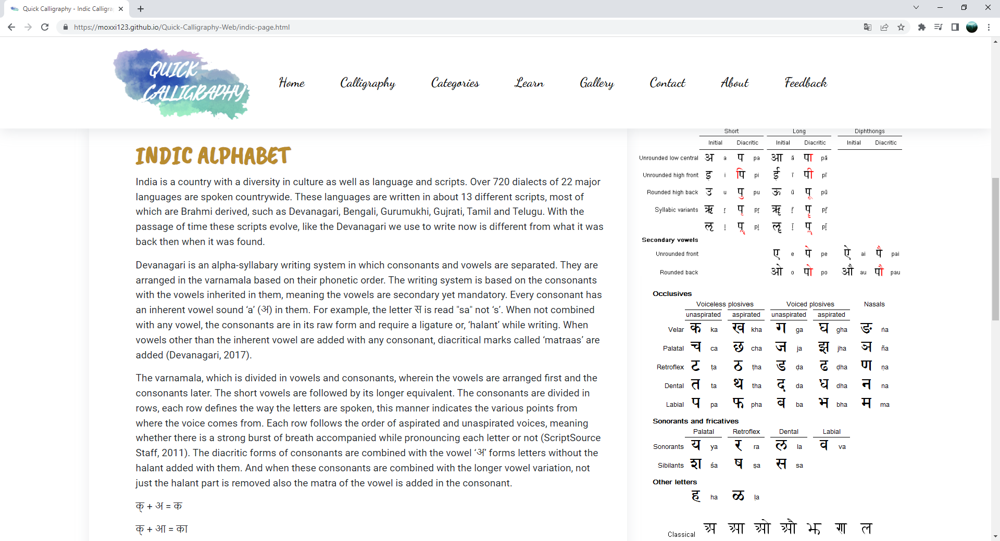 Quick Calligraphy - Indic Calligra
https://moxxi123.github.io/Quick-Calligraphy-Web/indic-page.html
QUICK
CALLIGRAPHY
Home Calligraphy Categories Learn Gallery Contact About Feedback
INDIC ALPHABET
India is a country with a diversity in culture as well as language and scripts. Over 720 dialects of 22 major
languages are spoken countrywide. These languages are written in about 13 different scripts, most of
which are Brahmi derived, such as Devanagari, Bengali, Gurumukhi, Gujrati, Tamil and Telugu. With the
passage of time these scripts evolve, like the Devanagari we use to write now is different from what it was
back then when it was found.
Devanagari is an alpha-syllabary writing system in which consonants and vowels are separated. They are
arranged in the varnamala based on their phonetic order. The writing system is based on the consonants
with the vowels inherited in them, meaning the vowels are secondary yet mandatory. Every consonant has
an inherent vowel sound ‘a’ (अ) in them. For example, the letter स is read "sa" not ‘s’. When not combined
with any vowel, the consonants are in its raw form and require a ligature or, ‘halant’ while writing. When
vowels other than the inherent vowel are added with any consonant, diacritical marks called ‘matraas’ are
added (Devanagari, 2017).
The varnamala, which is divided in vowels and consonants, wherein the vowels are arranged first and the
consonants later. The short vowels are followed by its longer equivalent. The consonants are divided in
rows, each row defines the way the letters are spoken, this manner indicates the various points from
where the voice comes from. Each row follows the order of aspirated and unaspirated voices, meaning
whether there is a strong burst of breath accompanied while pronouncing each letter or not (ScriptSource
Staff, 2011). The diacritic forms of consonants are combined with the vowel ‘अ’ forms letters without the
halant added with them. And when these consonants are combined with the longer vowel variation, not
just the halant part is removed also the matra of the vowel is added in the consonant.
क् + अ = क
क् + आ = का
Short Long Diphthongs
Initial Diacritic Initial Diacritic Initial Diacritic
Unrounded low central अ a प pa आ ā पा pā
Unrounded high front इ i पि pi ई ī पी pī
Rounded high back उ u पु pu ऊ ū पू pū
Syllabic variants ऋ ṛ पृ pṛ ॠ ṝ पॄ pṝ
ऌ ḷ पॢ pḷ ॡ ḹ पॣ pḹ
Secondary vowels
Unrounded front ए e पे pe ऐ ai पै pai
Rounded back ओ o पो po औ au पौ pau
Occlusives
Voiceless plosives Voiced plosives Nasals
unaspirated aspirated unaspirated aspirated
Velar क ka ख kha ग ga घ gha ङ ṅa
Palatal च ca छ cha ज ja झ jha ञ ña
Retroflex ट ṭa ठ ṭha ड ḍa ढ ḍha ण ṇa
Dental त ta थ tha द da ध dha न na
Labial प pa फ pha ब ba भ bha म ma
Sonorants and fricatives
Palatal Retroflex Dental Labial
Sonorants य ya र ra ल la व va
Sibilants श śa ष ṣa स sa
Other letters
ह ha ळ ḷa
Classical अ आ ओ औ झ ण ल